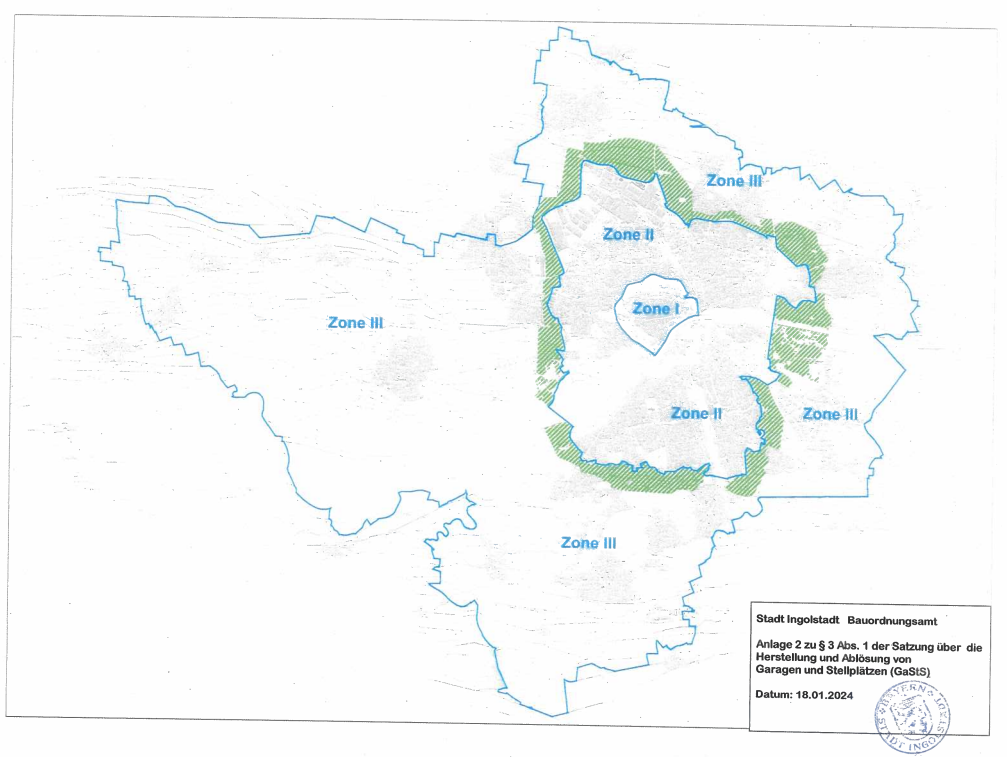 Zone III
Zone II
Zone I
Zone III
Zone II
Zone III
Zone III
Stadt Ingolstadt Bauordnungsamt
Anlage 2 zu § 3 Abs. 1 der Satzung über die
Herstellung und Ablösung von
Garagen und Stellplätzen (GaStS)
Datum: 18.01.2024
BAYERN
STADT INGOLSTADT